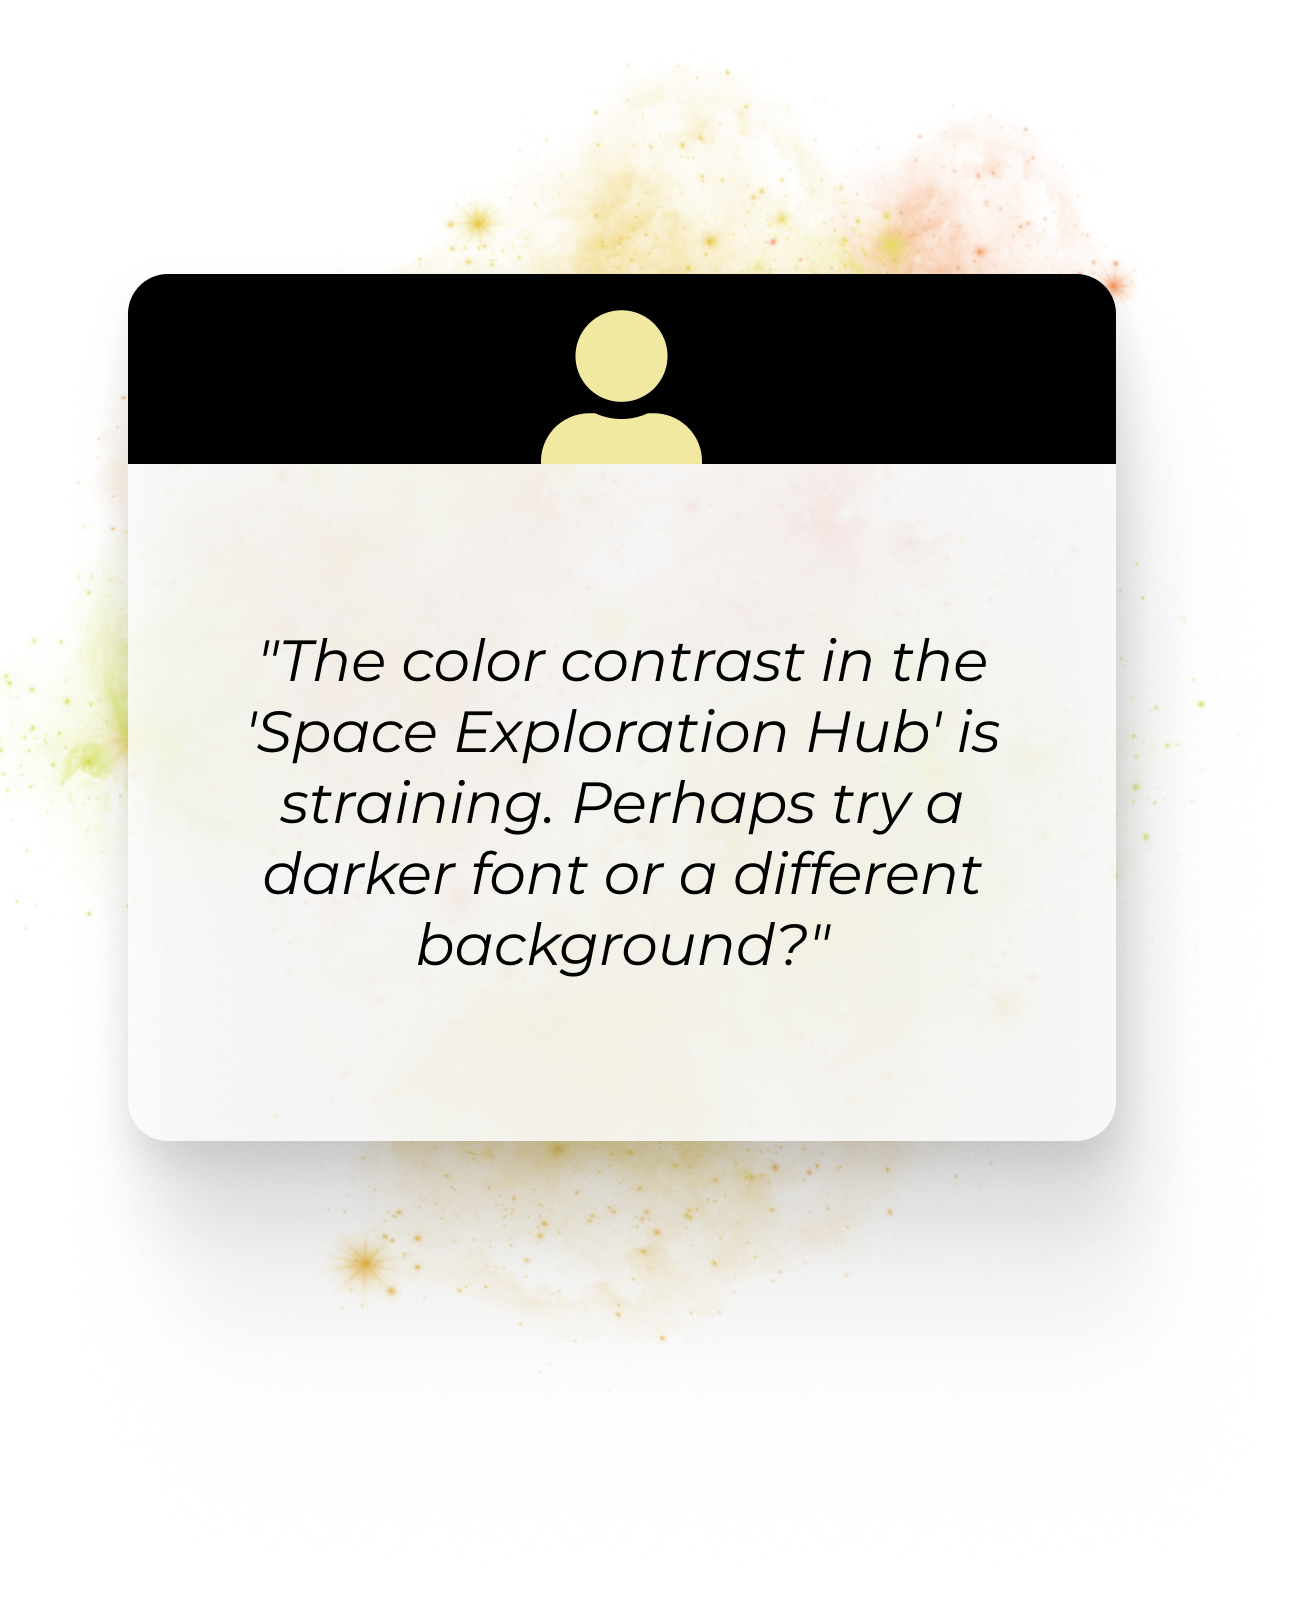 "The color contrast in the
'Space Exploration Hub' is
straining. Perhaps try a
darker font or a different
background?"